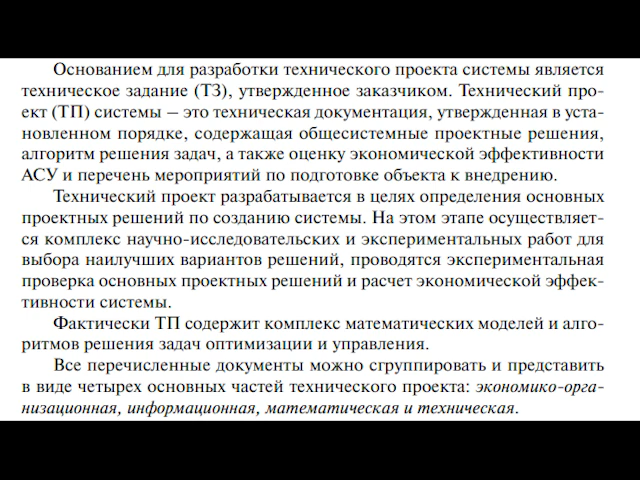 Основанием для разработки технического проекта системы является
техническое задание (ТЗ), утвержденное заказчиком. Технический про-
ект (ТП) системы – это техническая документация, утвержденная в уста-
новленном порядке, содержащая общесистемные проектные решения,
алгоритм решения задач, а также оценку экономической эффективности
АСУ и перечень мероприятий по подготовке объекта к внедрению.
Технический проект разрабатывается в целях определения основных
проектных решений по созданию системы. На этом этапе осуществляет-
ся комплекс научно-исследовательских и экспериментальных работ для
выбора наилучших вариантов решений, проводятся экспериментальная
проверка основных проектных решений и расчет экономической эффек-
тивности системы.
Фактически ТП содержит комплекс математических моделей и алго-
ритмов решения задач оптимизации и управления.
Все перечисленные документы можно сгруппировать и представить
в виде четырех основных частей технического проекта: экономико-орга-
низационная, информационная, математическая и техническая.